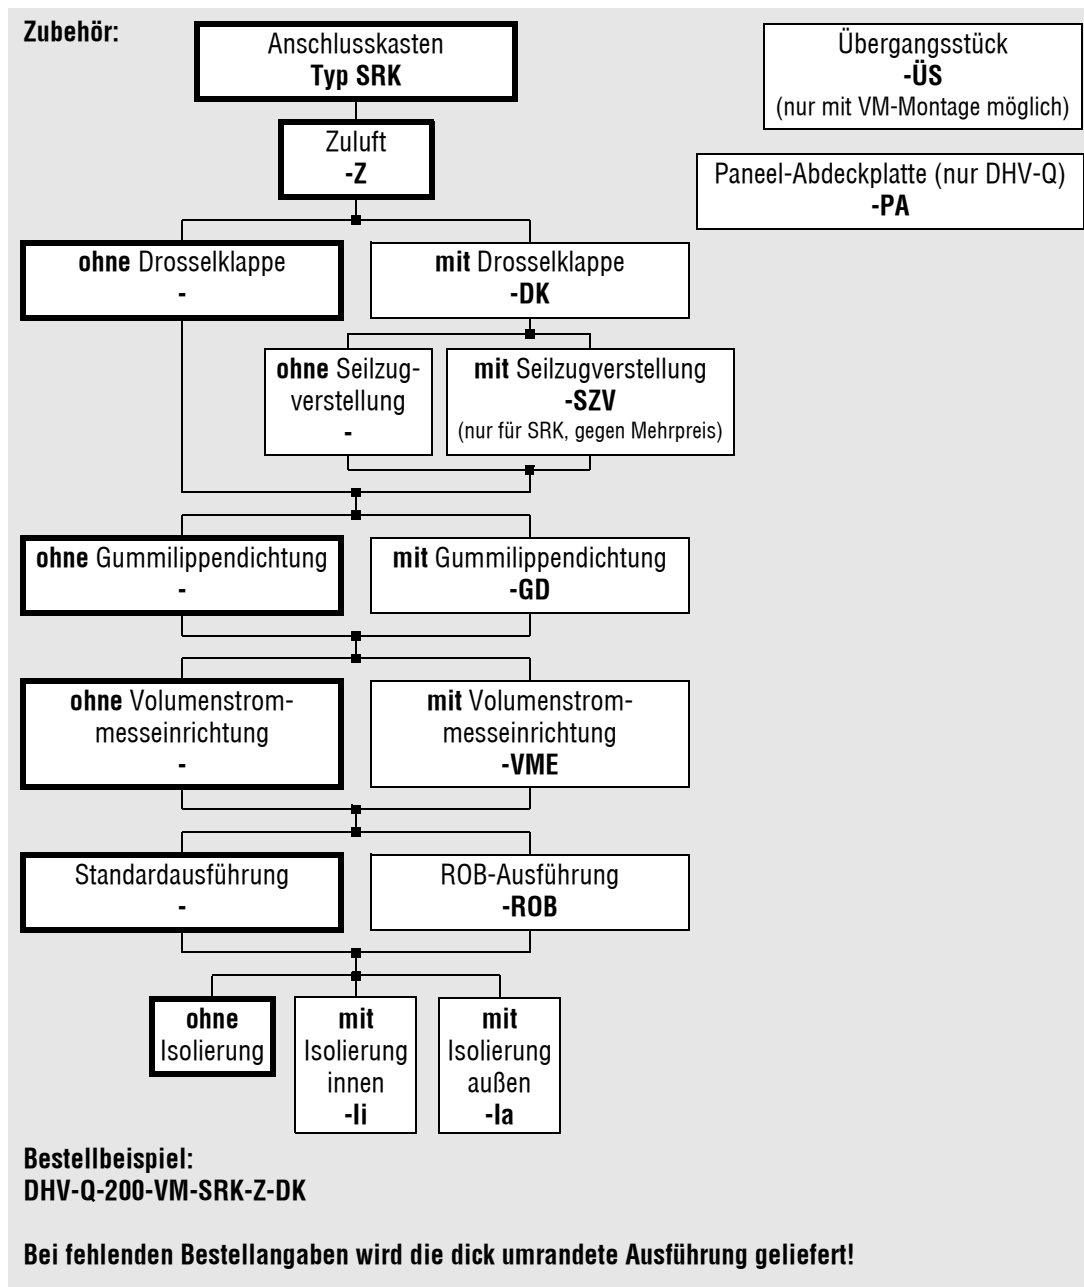 Zubehör:
Anschlusskasten
Typ SRK
Übergangsstück
-ÜS
(nur mit VM-Montage möglich)
Zuluft
-Z
Paneel-Abdeckplatte (nur DHV-Q)
-PA
ohne Drosselklappe
-
mit Drosselklappe
-DK
ohne Seilzug-
verstellung
-
mit Seilzugverstellung
-SZV
(nur für SRK, gegen Mehrpreis)
ohne Gummilippendichtung
-
mit Gummilippendichtung
-GD
ohne Volumenstrom-
messeinrichtung
-
mit Volumenstrom-
messeinrichtung
-VME
Standardausführung
-
ROB-Ausführung
-ROB
ohne
Isolierung
mit
Isolierung
innen
-Ii
mit
Isolierung
außen
-Ia
Bestellbeispiel:
DHV-Q-200-VM-SRK-Z-DK
Bei fehlenden Bestellangaben wird die dick umrandete Ausführung geliefert!